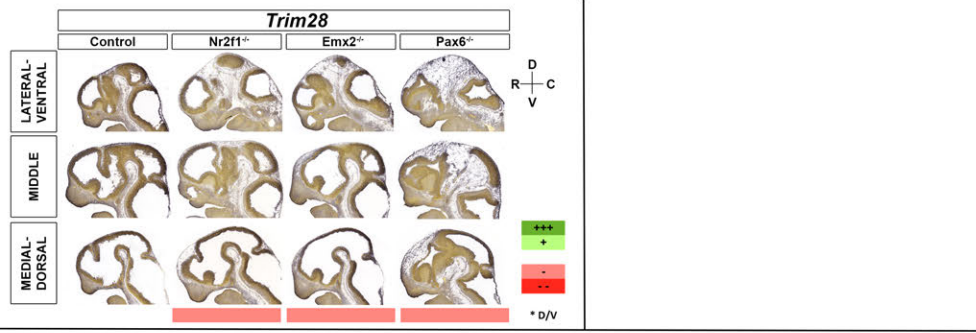 Trim28
Control Nr2f1-/- Emx2-/- Pax6-/-
LATERAL-
VENTRAL
D
R C
V
MIDDLE
MEDIAL-
DORSAL
+++
+
-
--
* D/V